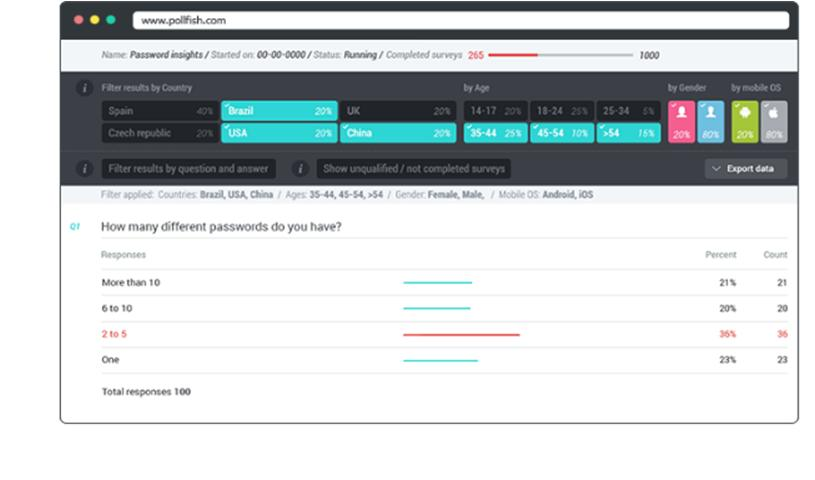 www.pollfish.com
Name: Password insights / Started on: 00-00-0000 / Status: Running / Completed surveys 265 1000
Filter results by Country by Age by Gender by mobile OS
Spain 40% Brazil 20% UK 20% 14-17 20% 18-24 25% 25-34 5%
Czech republic 20% USA 20% China 20% 35-44 25% 45-54 10% >54 15% 20% 80% 20% 80%
Filter results by question and answer Show unqualified / not completed surveys Export data
Filter applied: Countries: Brazil, USA, China / Ages: 35-44, 45-54, >54 / Gender: Female, Male, / Mobile OS: Android, iOS
Q1 How many different passwords do you have?
Responses Percent Count
More than 10 21% 21
6 to 10 20% 20
2 to 5 36% 36
One 23% 23
Total responses 100